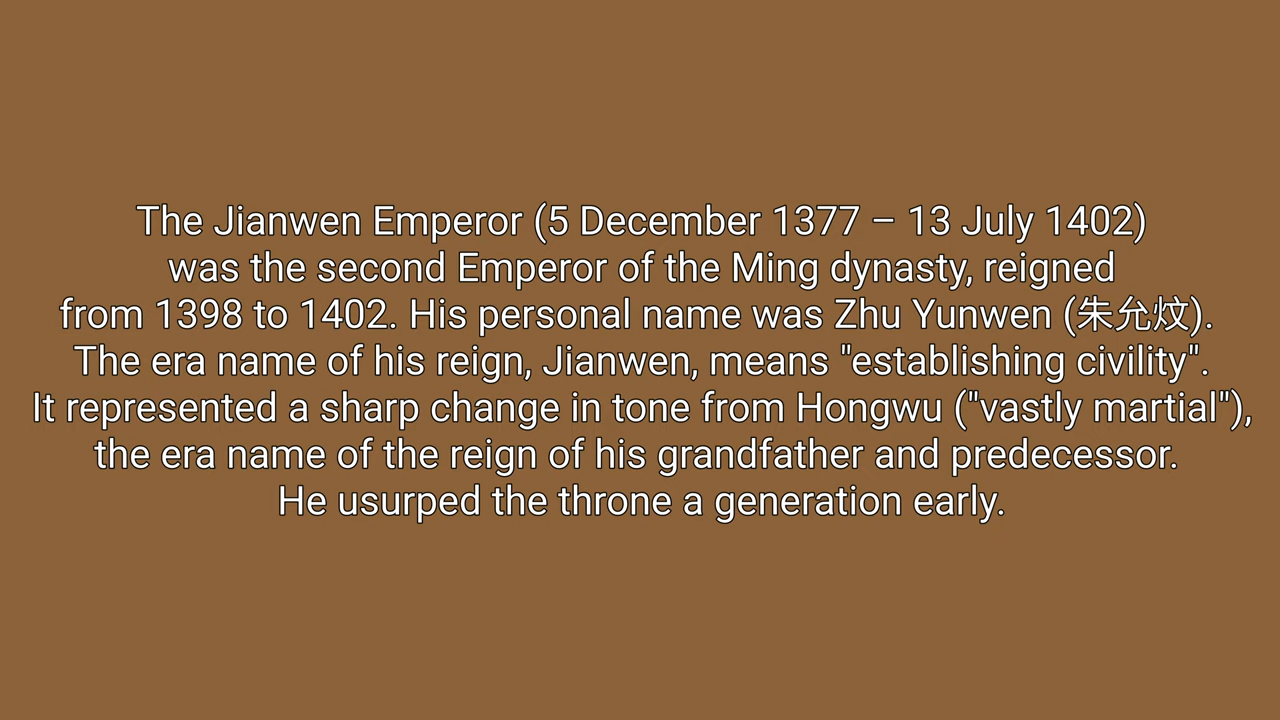 The Jianwen Emperor (5 December 1377 – 13 July 1402)
was the second Emperor of the Ming dynasty, reigned
from 1398 to 1402. His personal name was Zhu Yunwen (朱允炆).
The era name of his reign, Jianwen, means "establishing civility".
It represented a sharp change in tone from Hongwu ("vastly martial"),
the era name of the reign of his grandfather and predecessor.
He usurped the throne a generation early.